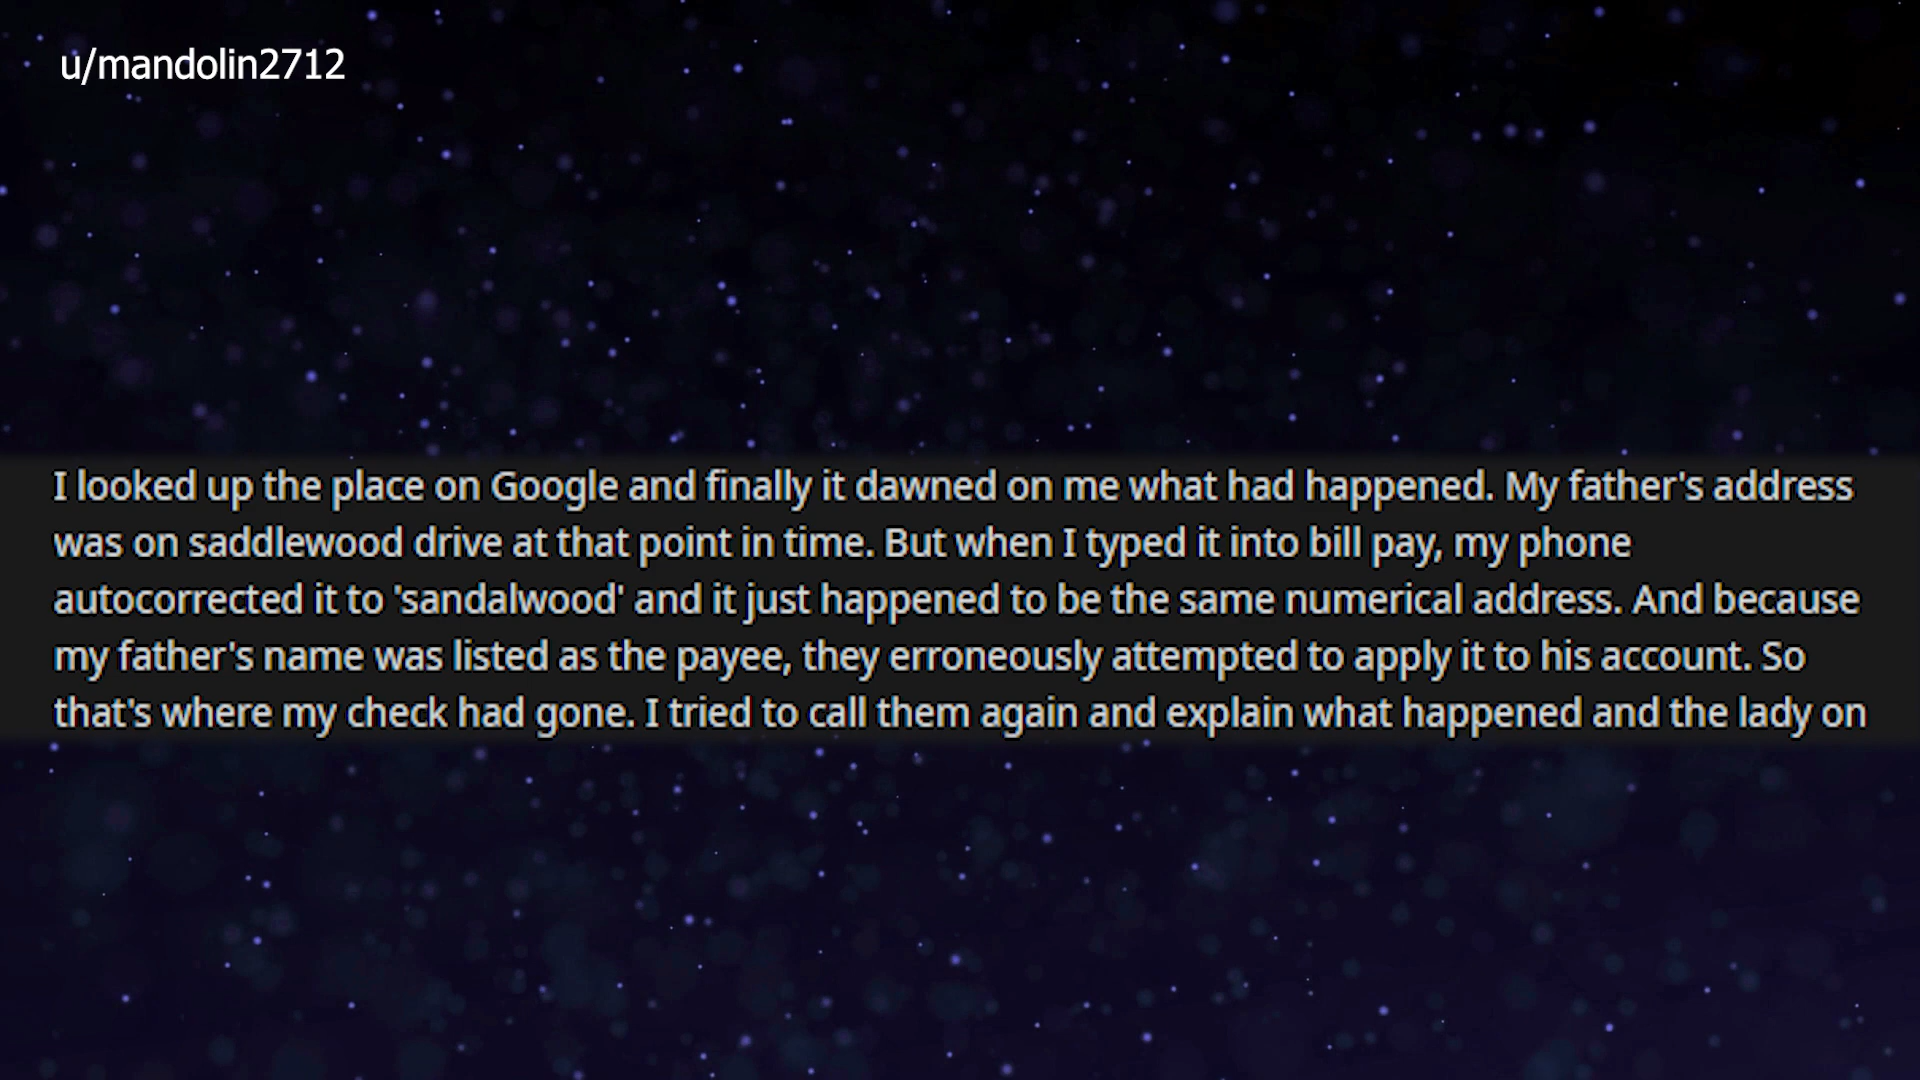 u/mandolin2712
I looked up the place on Google and finally it dawned on me what had happened. My father's address
was on saddlewood drive at that point in time. But when I typed it into bill pay, my phone
autocorrected it to 'sandalwood' and it just happened to be the same numerical address. And because
my father's name was listed as the payee, they erroneously attempted to apply it to his account. So
that's where my check had gone. I tried to call them again and explain what happened and the lady on